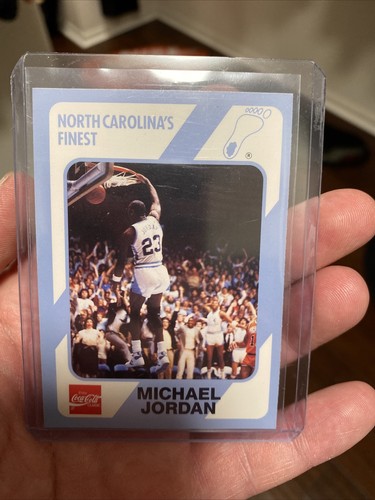 NORTH CAROLINA'S
FINEST
®
23
Coca-Cola
MICHAEL
JORDAN